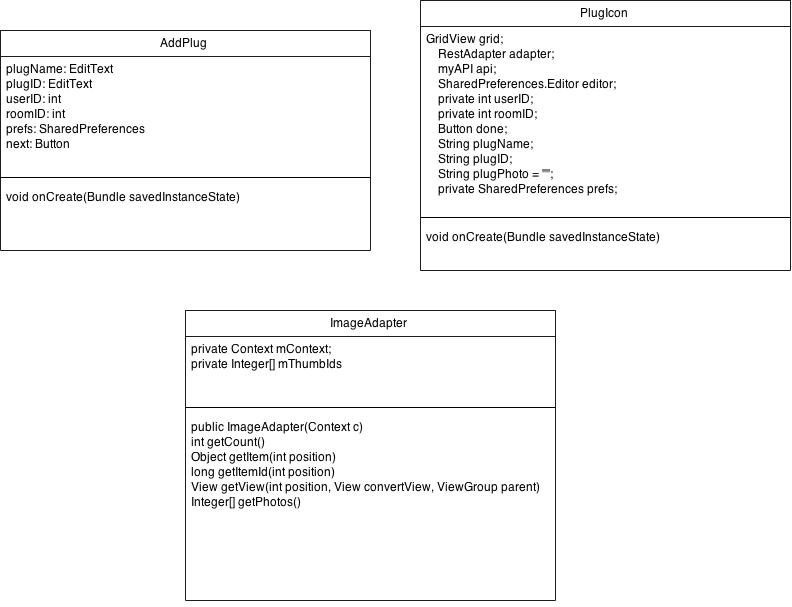 AddPlug
plugName: EditText
plugID: EditText
userID: int
roomID: int
prefs: SharedPreferences
next: Button
void onCreate(Bundle savedInstanceState)
PlugIcon
GridView grid;
RestAdapter adapter;
myAPI api;
SharedPreferences.Editor editor;
private int userID;
private int roomID;
Button done;
String plugName;
String plugID;
String plugPhoto = "";
private SharedPreferences prefs;
void onCreate(Bundle savedInstanceState)
ImageAdapter
private Context mContext;
private Integer[] mThumbIds
public ImageAdapter(Context c)
int getCount()
Object getItem(int position)
long getItemId(int position)
View getView(int position, View convertView, ViewGroup parent)
Integer[] getPhotos()